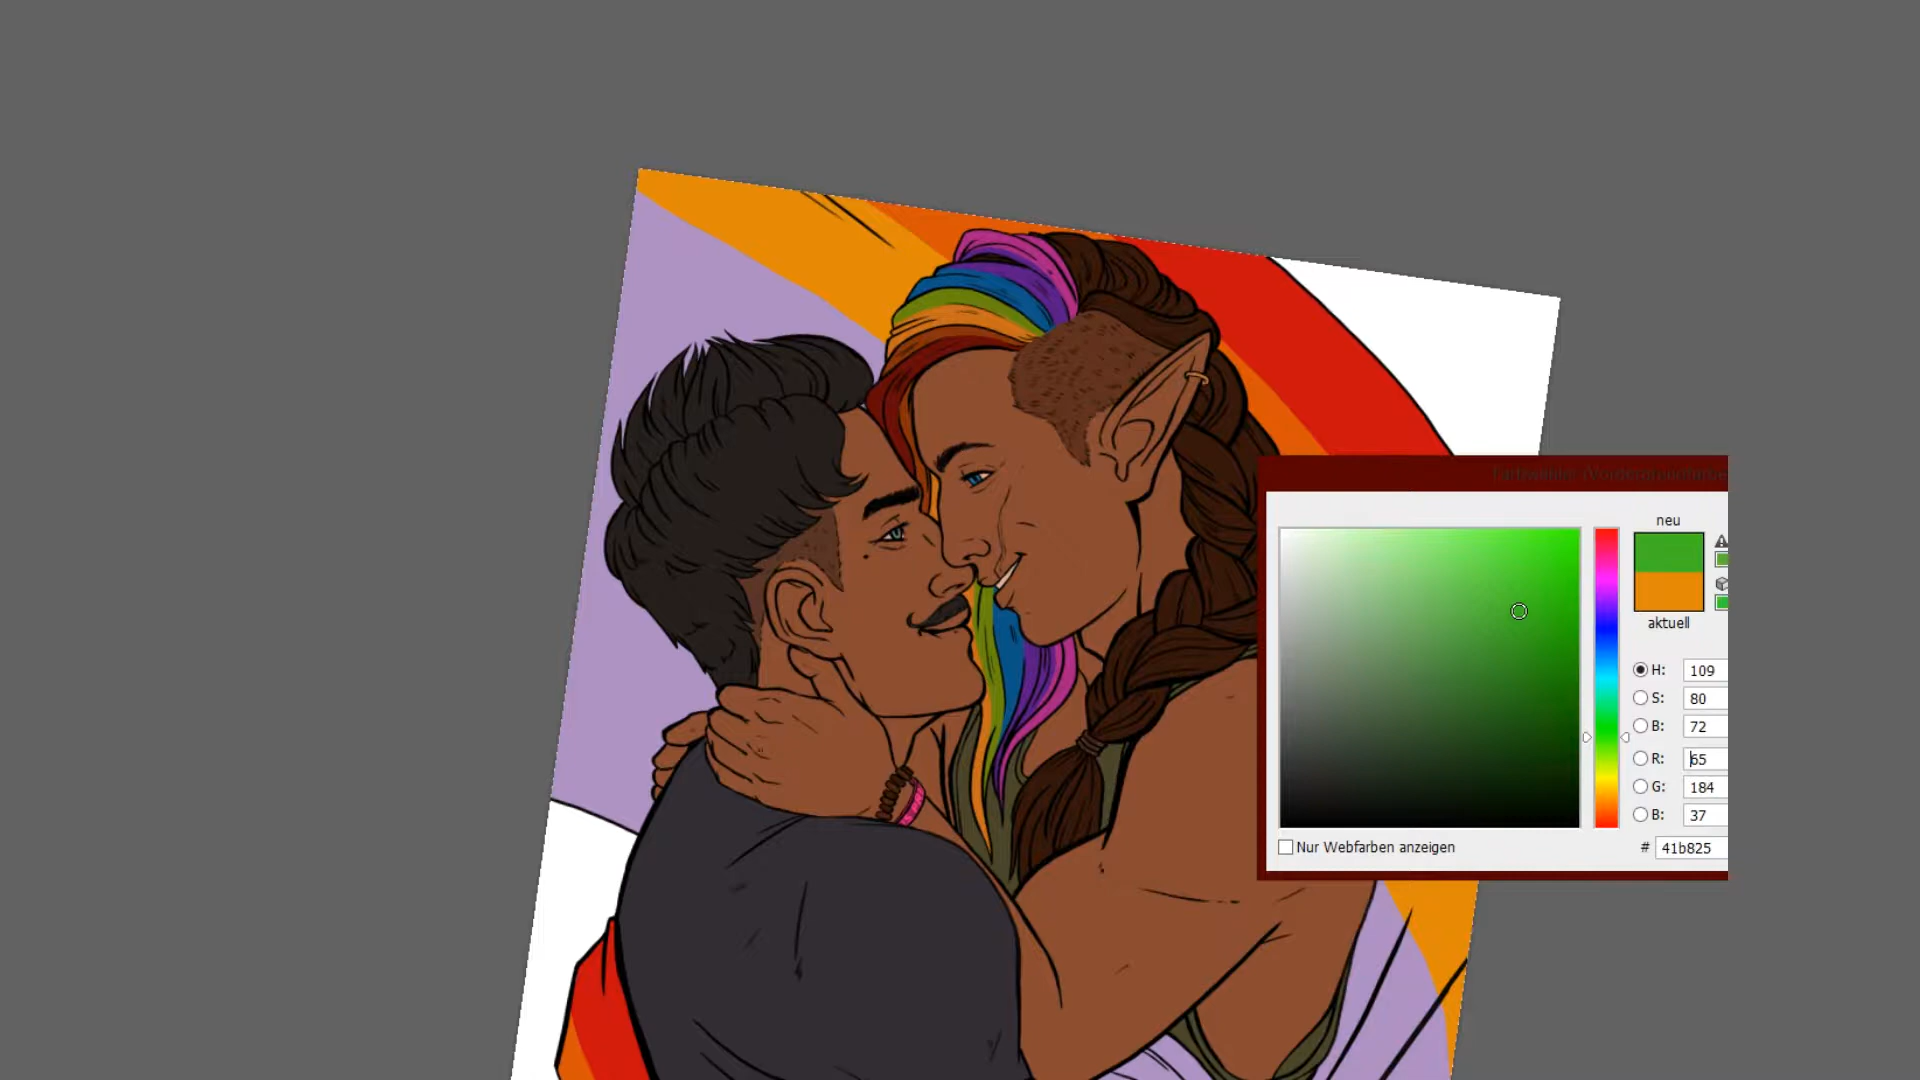 neu
aktuell
H: 109
S: 80
B: 72
R: 65
G: 184
B: 37
Nur Webfarben anzeigen
# 41b825